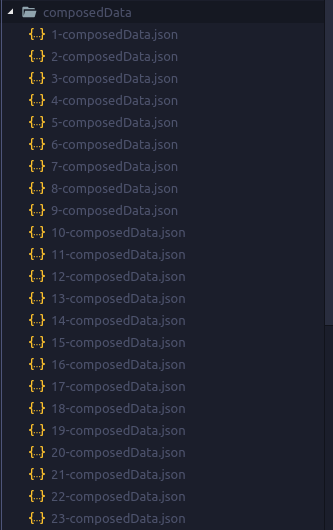 composedData
{...} 1-composedData.json
{...} 2-composedData.json
{...} 3-composedData.json
{...} 4-composedData.json
{...} 5-composedData.json
{...} 6-composedData.json
{...} 7-composedData.json
{...} 8-composedData.json
{...} 9-composedData.json
{...} 10-composedData.json
{...} 11-composedData.json
{...} 12-composedData.json
{...} 13-composedData.json
{...} 14-composedData.json
{...} 15-composedData.json
{...} 16-composedData.json
{...} 17-composedData.json
{...} 18-composedData.json
{...} 19-composedData.json
{...} 20-composedData.json
{...} 21-composedData.json
{...} 22-composedData.json
{...} 23-composedData.json